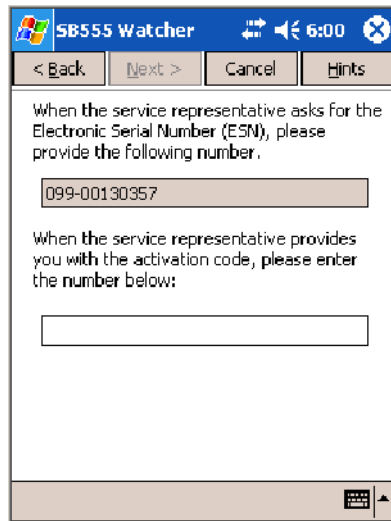 SB555 Watcher 6:00
< Back Next > Cancel Hints
When the service representative asks for the
Electronic Serial Number (ESN), please
provide the following number.
099-00130357
When the service representative provides
you with the activation code, please enter
the number below: